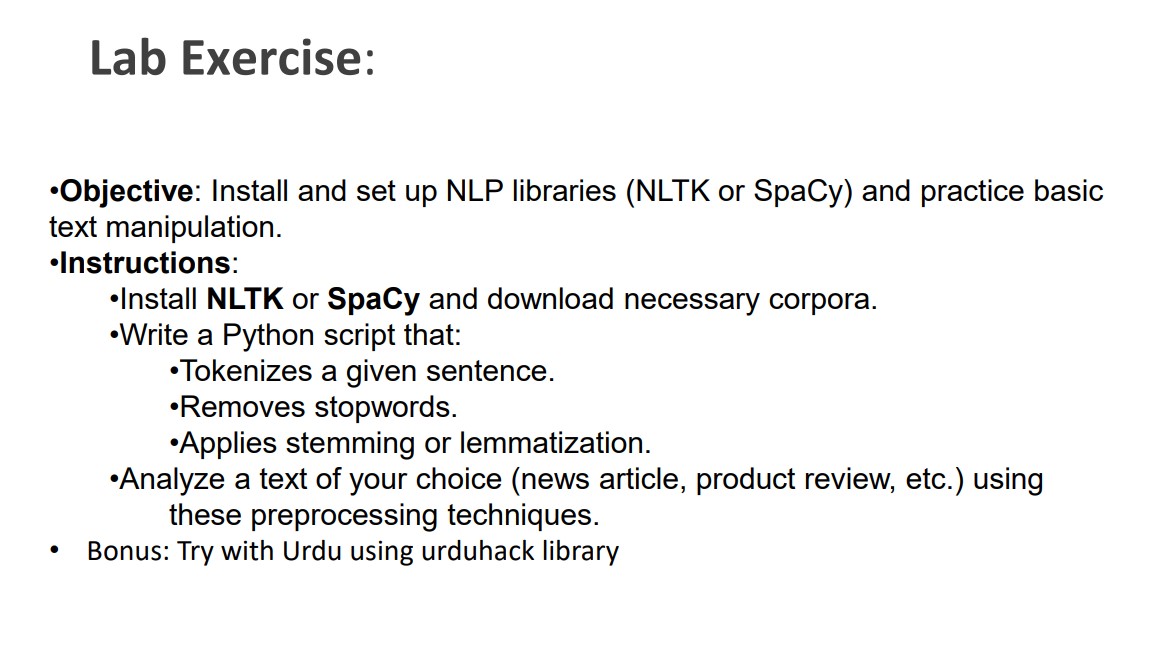 Lab Exercise:
•Objective: Install and set up NLP libraries (NLTK or SpaCy) and practice basic
text manipulation.
•Instructions:
•Install NLTK or SpaCy and download necessary corpora.
•Write a Python script that:
•Tokenizes a given sentence.
•Removes stopwords.
•Applies stemming or lemmatization.
•Analyze a text of your choice (news article, product review, etc.) using
these preprocessing techniques.
• Bonus: Try with Urdu using urduhack library